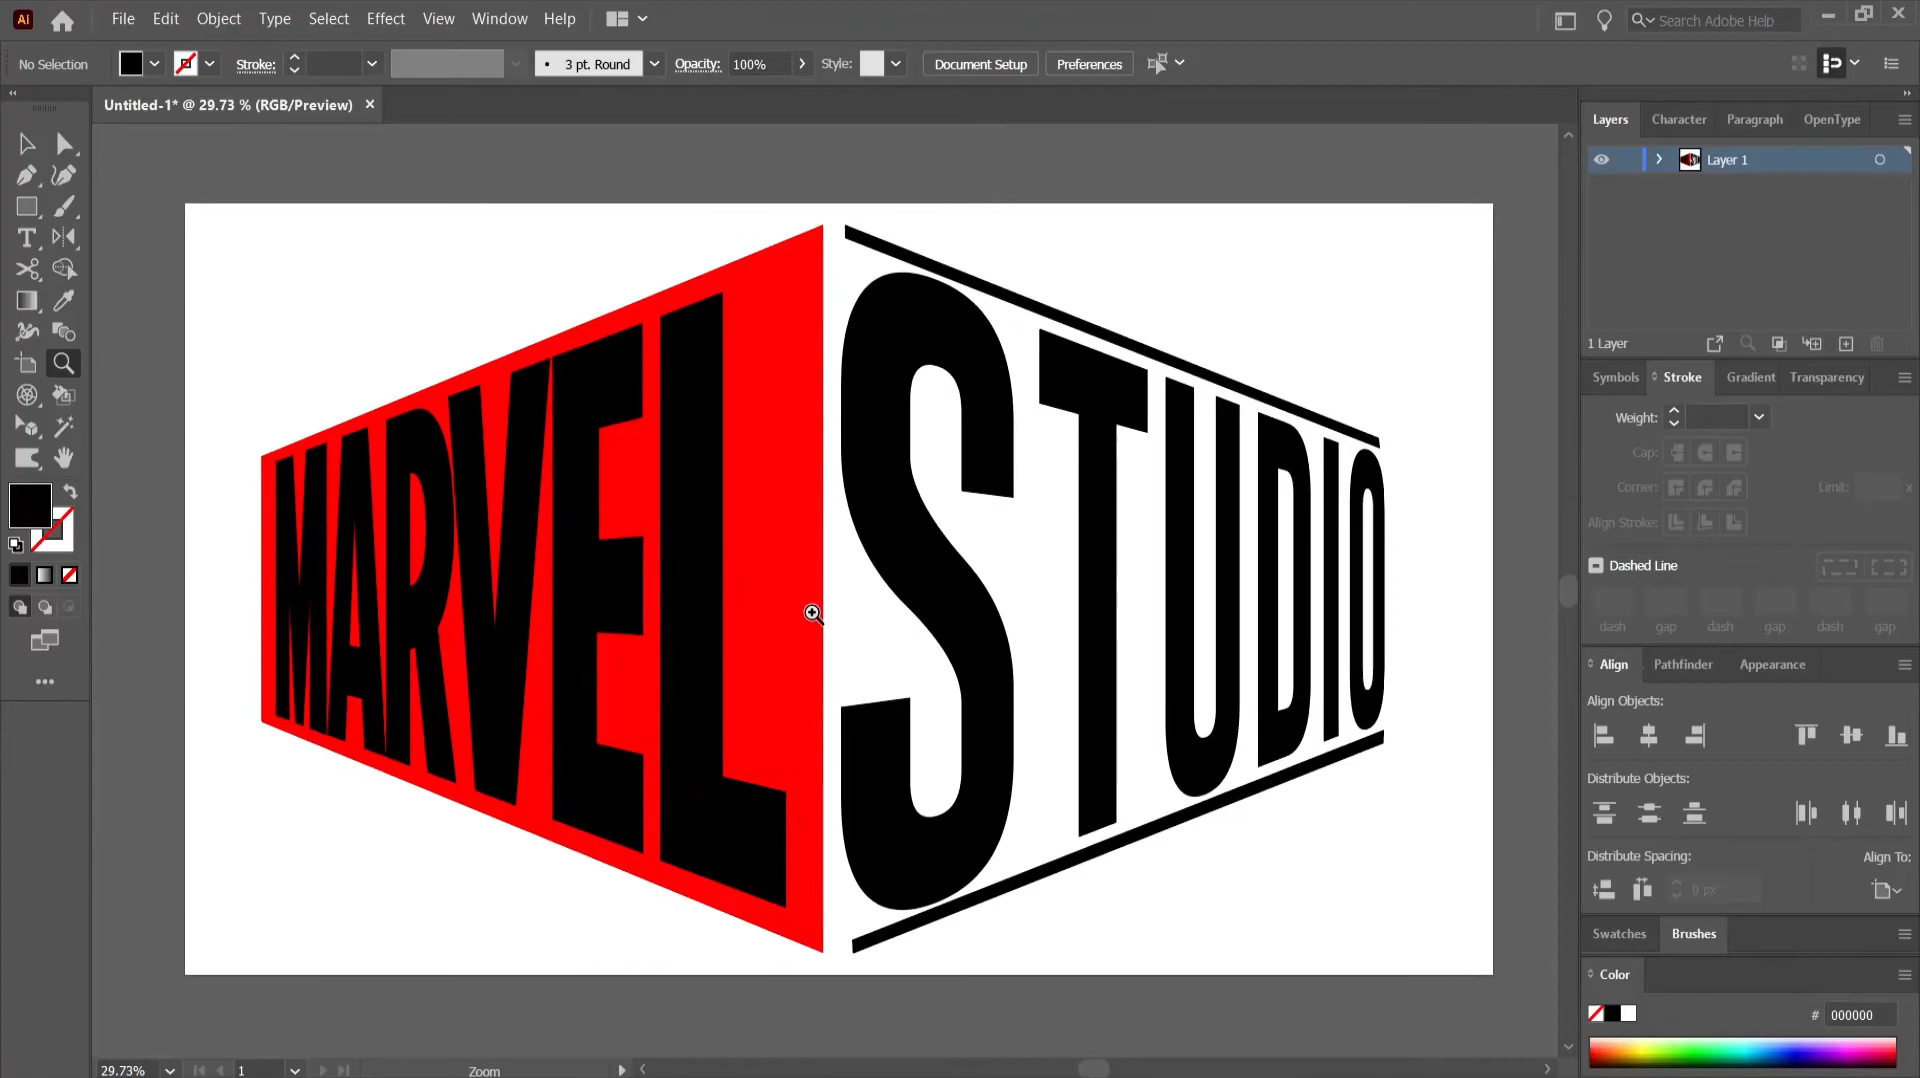 Ai File Edit Object Type Select Effect View Window Help Search Adobe Help
No Selection Stroke: 3 pt. Round Opacity: 100% Style: Document Setup Preferences
Untitled-1* @ 29.73 % (RGB/Preview)
Layers Character Paragraph OpenType
Layer 1
MARVEL STUDIO
1 Layer
Symbols Stroke Gradient Transparency
Weight:
Cap:
Corner: Limit: x
Align Stroke:
Dashed Line
dash gap dash gap dash gap
Align Pathfinder Appearance
Align Objects:
Distribute Objects:
Distribute Spacing: Align To:
0 px
Swatches Brushes
Color
# 000000
29.73% 1 Zoom